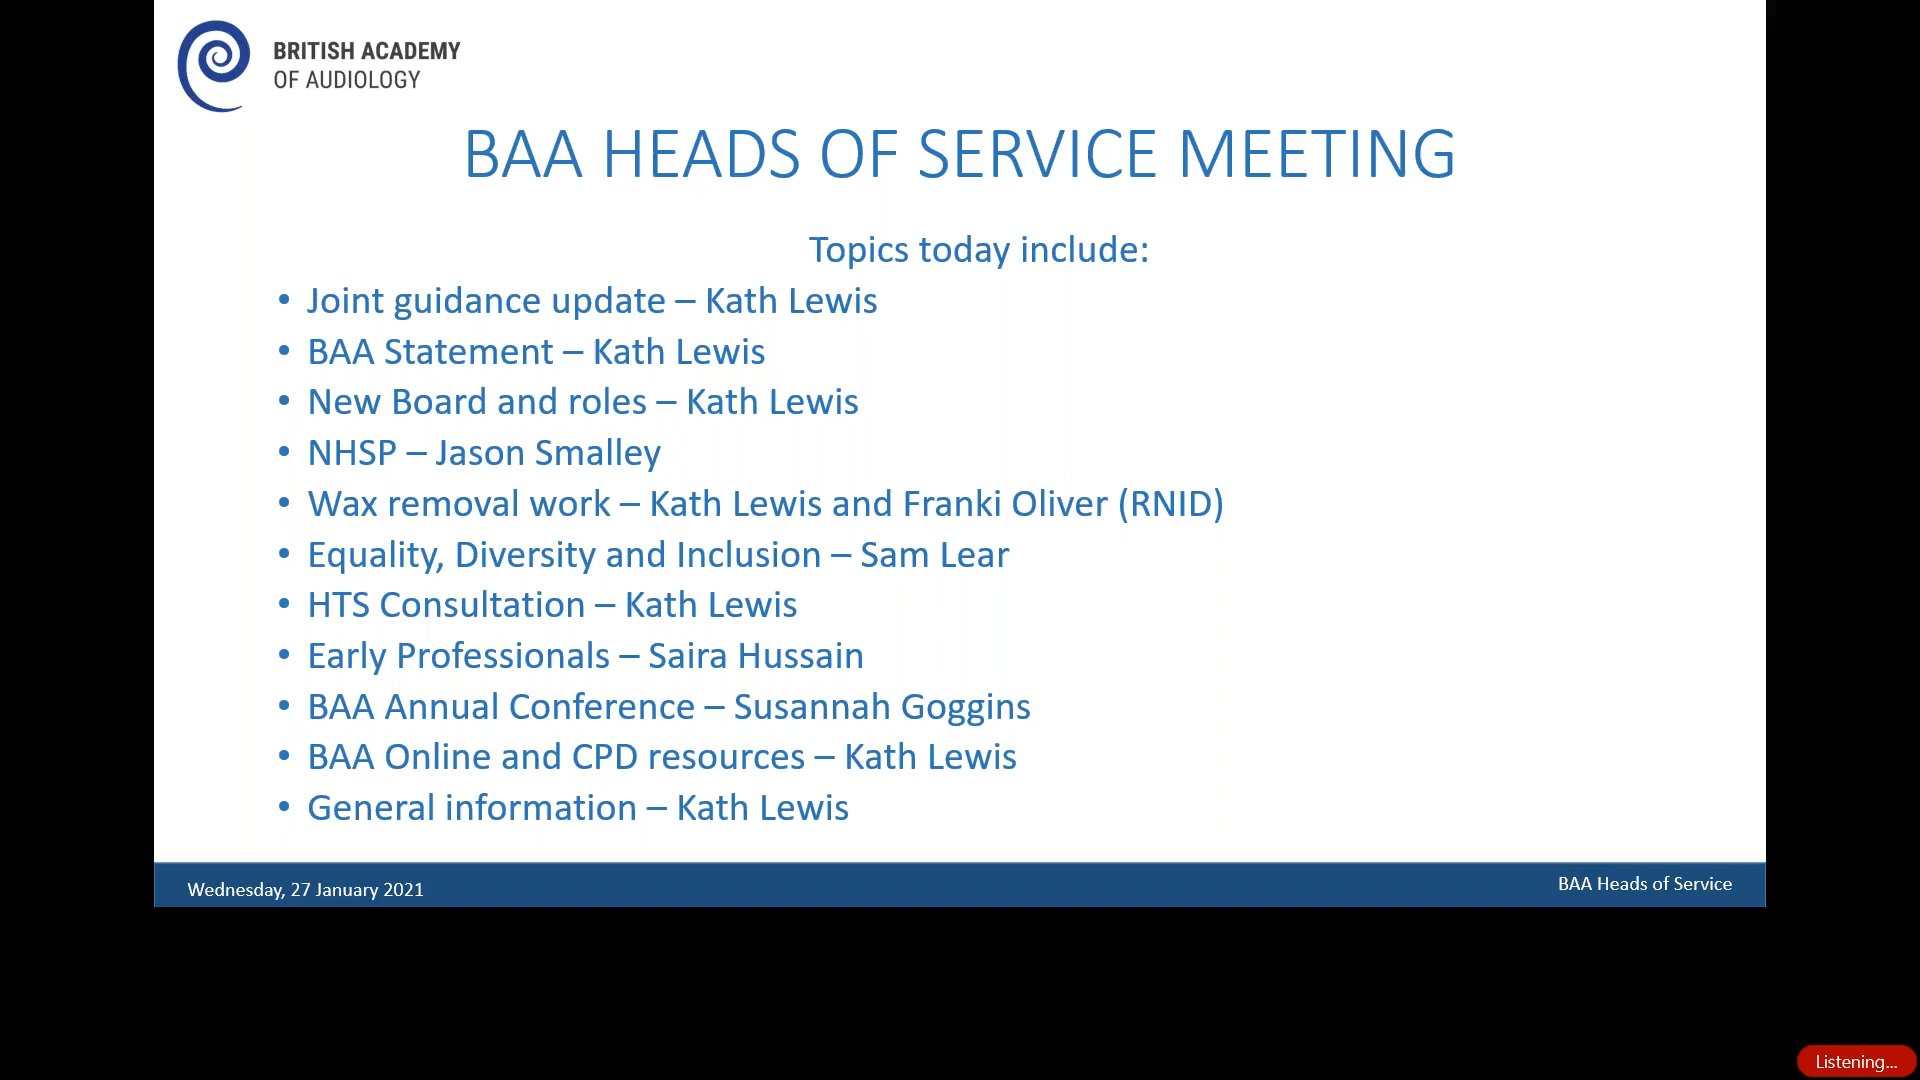 BRITISH ACADEMY
OF AUDIOLOGY
BAA HEADS OF SERVICE MEETING
Topics today include:
• Joint guidance update – Kath Lewis
• BAA Statement – Kath Lewis
• New Board and roles – Kath Lewis
• NHSP – Jason Smalley
• Wax removal work – Kath Lewis and Franki Oliver (RNID)
• Equality, Diversity and Inclusion – Sam Lear
• HTS Consultation – Kath Lewis
• Early Professionals – Saira Hussain
• BAA Annual Conference – Susannah Goggins
• BAA Online and CPD resources – Kath Lewis
• General information – Kath Lewis
Wednesday, 27 January 2021
BAA Heads of Service
Listening...